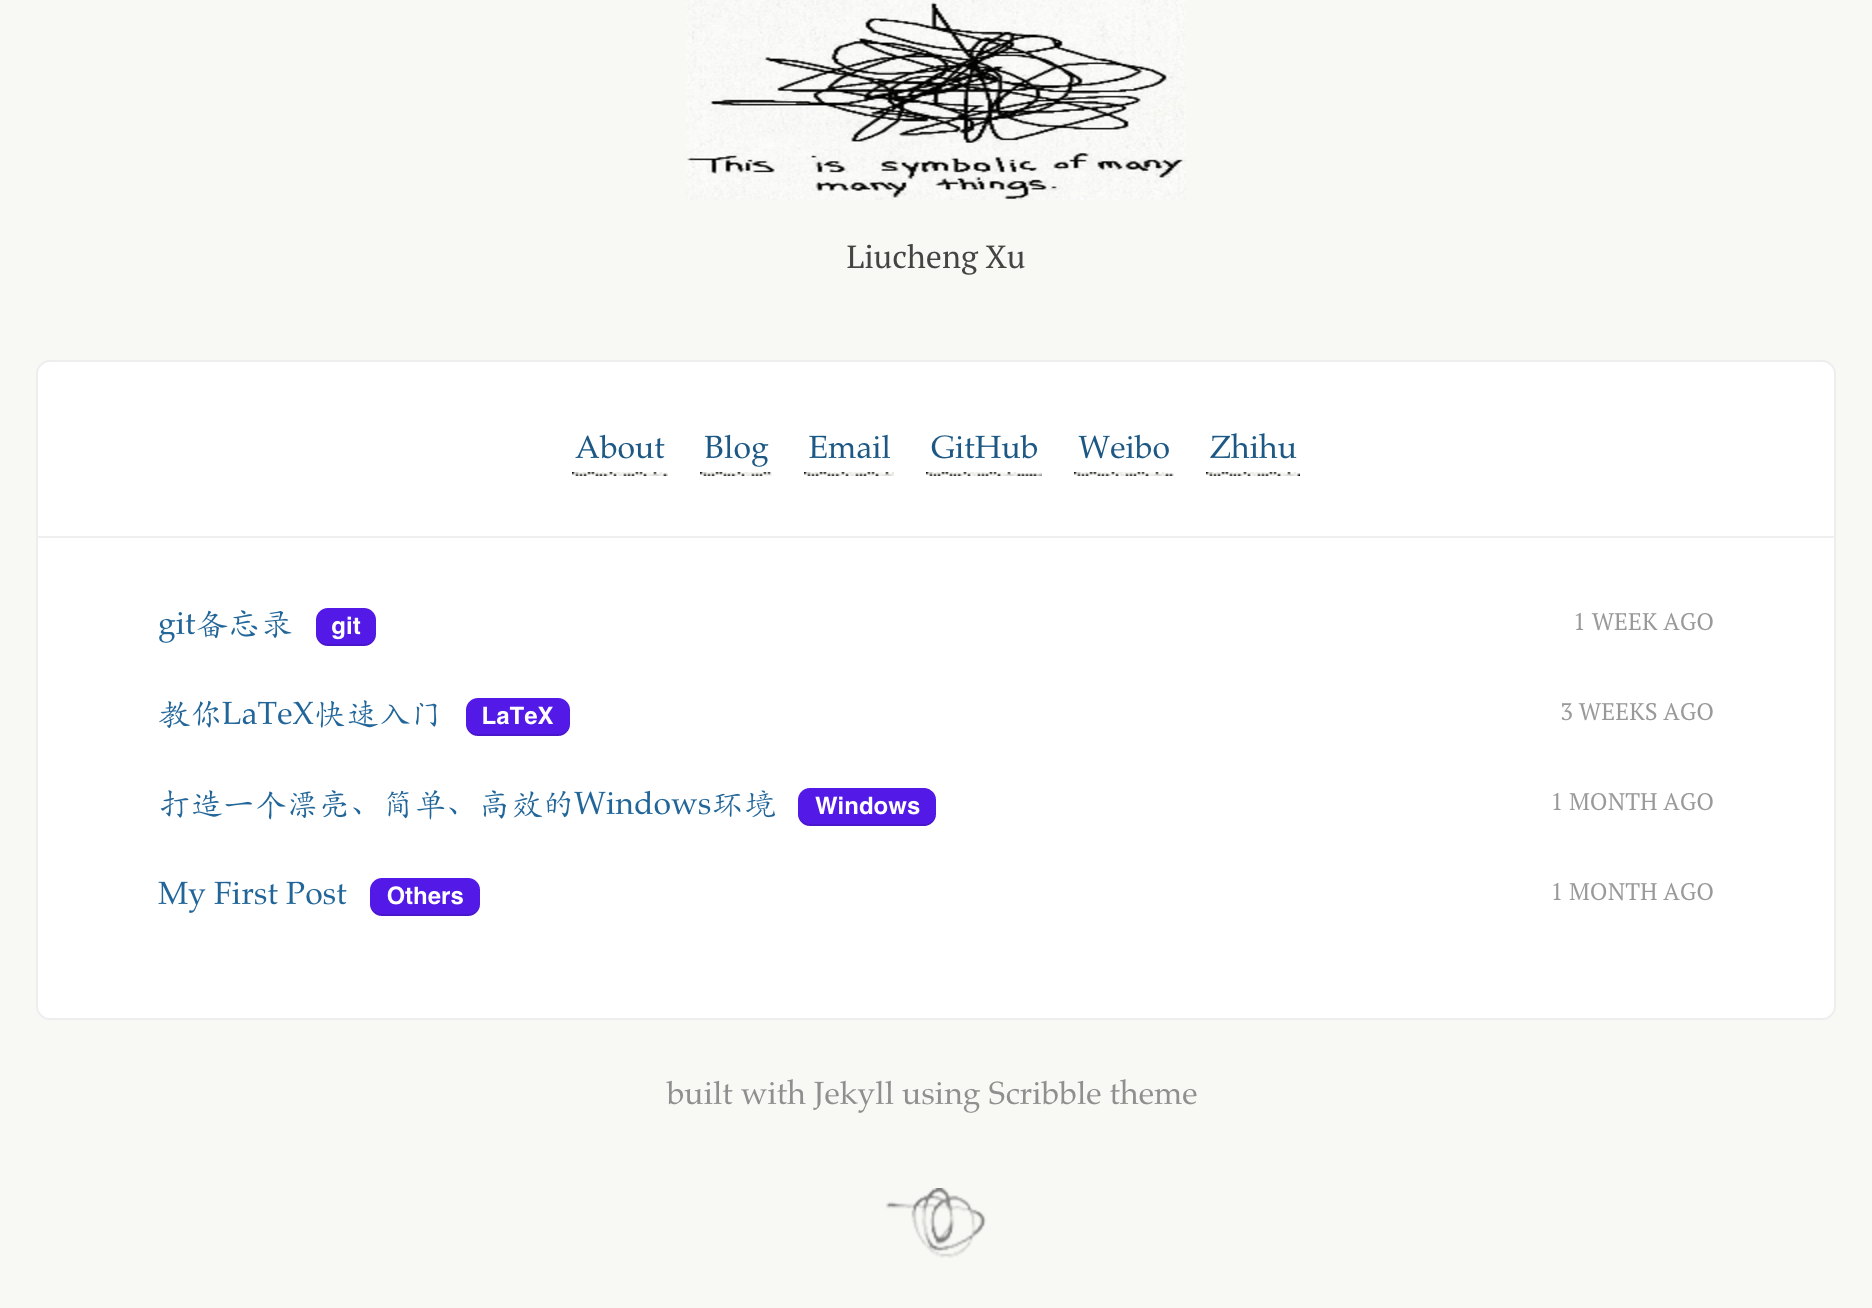 This is symbolic of many
many things.
Liucheng Xu
About Blog Email GitHub Weibo Zhihu
git备忘录 git 1 WEEK AGO
教你LaTeX快速入门 LaTeX 3 WEEKS AGO
打造一个漂亮、简单、高效的Windows环境 Windows 1 MONTH AGO
My First Post Others 1 MONTH AGO
built with Jekyll using Scribble theme